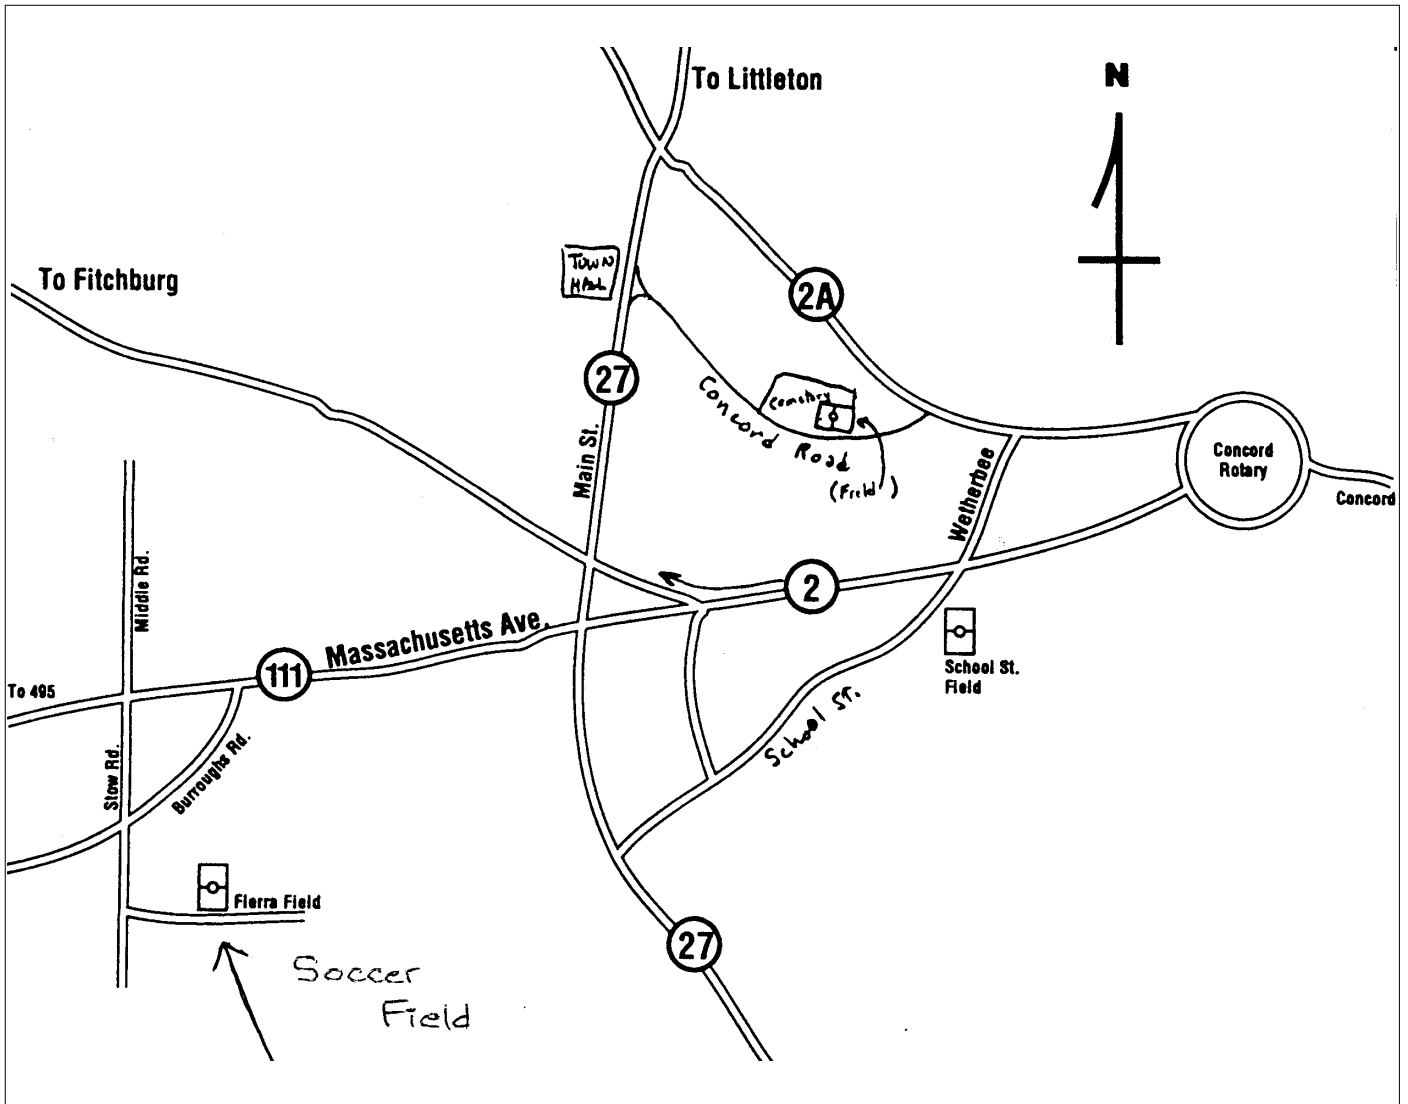 To Littleton
N
To Fitchburg
TOWN
HALL
2A
27
Concord Road
Cemetery
(Field)
Main St.
Wetherbee
Concord
Rotary
Concord
Middle Rd.
2
Massachusetts Ave.
111
To 495
School St.
Field
School ST.
Stow Rd.
Burroughs Rd.
Fierra Field
27
Soccer
Field